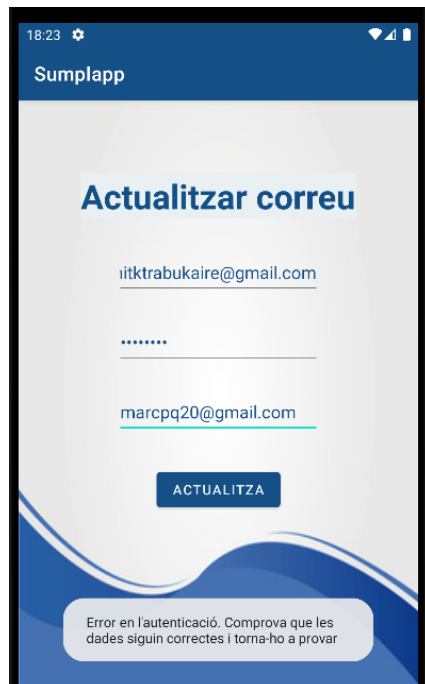 18:23
Sumplapp
Actualitzar correu
itktrabukaire@gmail.com
••••••••
marcpq20@gmail.com
ACTUALITZA
Error en l'autenticació. Comprova que les
dades siguin correctes i torna-ho a provar